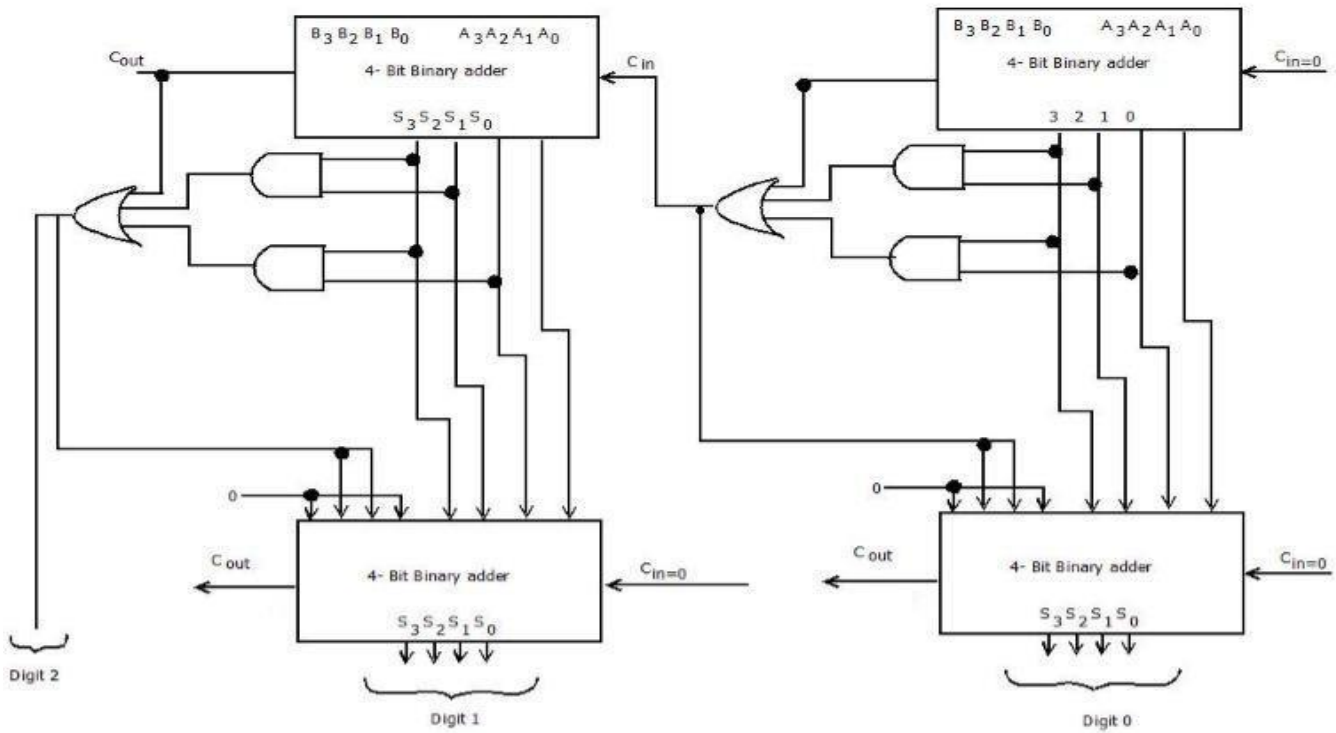 B3 B2 B1 B0 A3 A2 A1 A0
4- Bit Binary adder
S3 S2 S1 S0
Cout
C in
B3 B2 B1 B0 A3 A2 A1 A0
4- Bit Binary adder
3 2 1 0
Cin=0
0
4- Bit Binary adder
S3 S2 S1 S0
C out
Cin=0
0
4- Bit Binary adder
S3 S2 S1 S0
C out
Cin=0
Digit 2
Digit 1
Digit 0